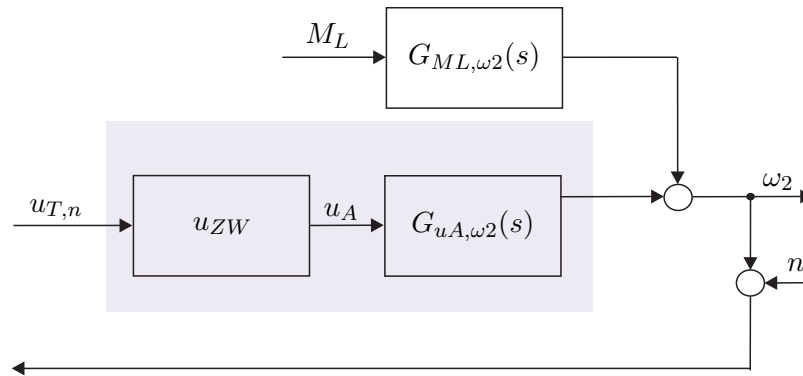 M_L
G_{ML,ω2}(s)
u_{T,n}
u_{ZW}
u_A
G_{uA,ω2}(s)
ω_2
n